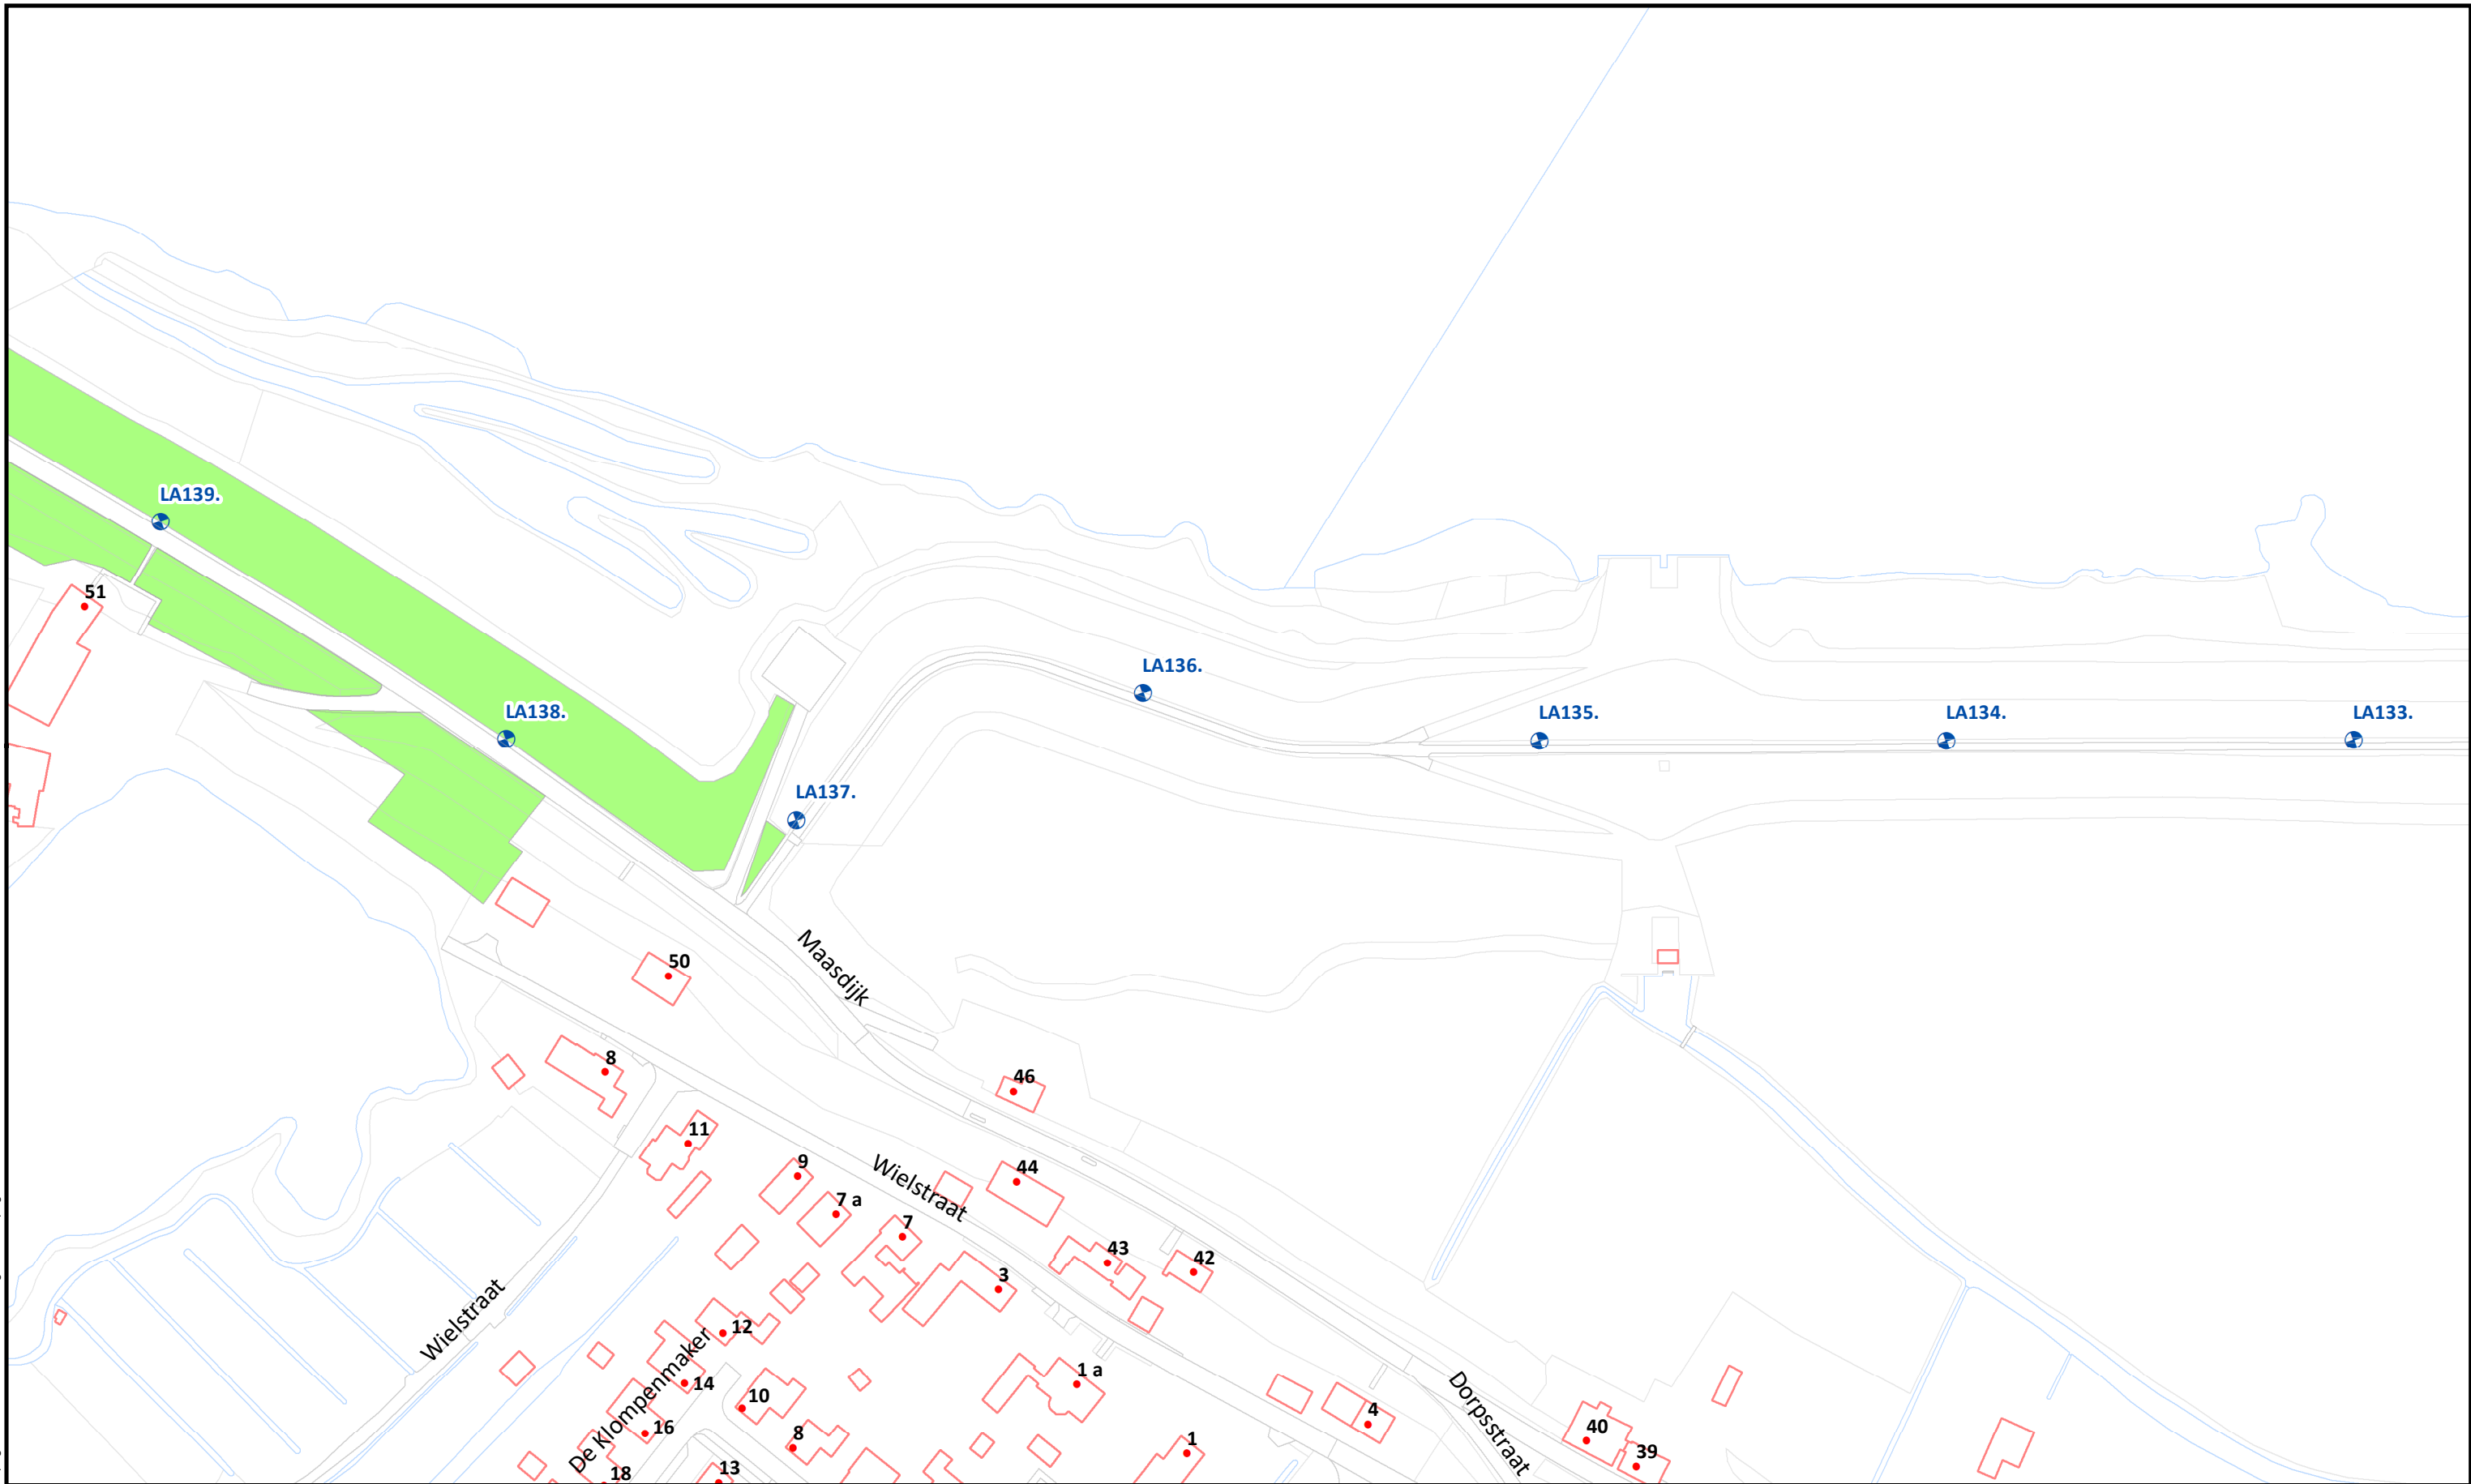 LA139.
51
LA138.
LA136.
LA135.
LA134.
LA133.
LA137.
Maasdijk
50
8
46
11
9
Wielstraat
44
7 a
7
43
42
3
Wielstraat
12
De Klompenmaker
14
1 a
10
Dorpsstraat
4
16
8
40
1
39
18
13